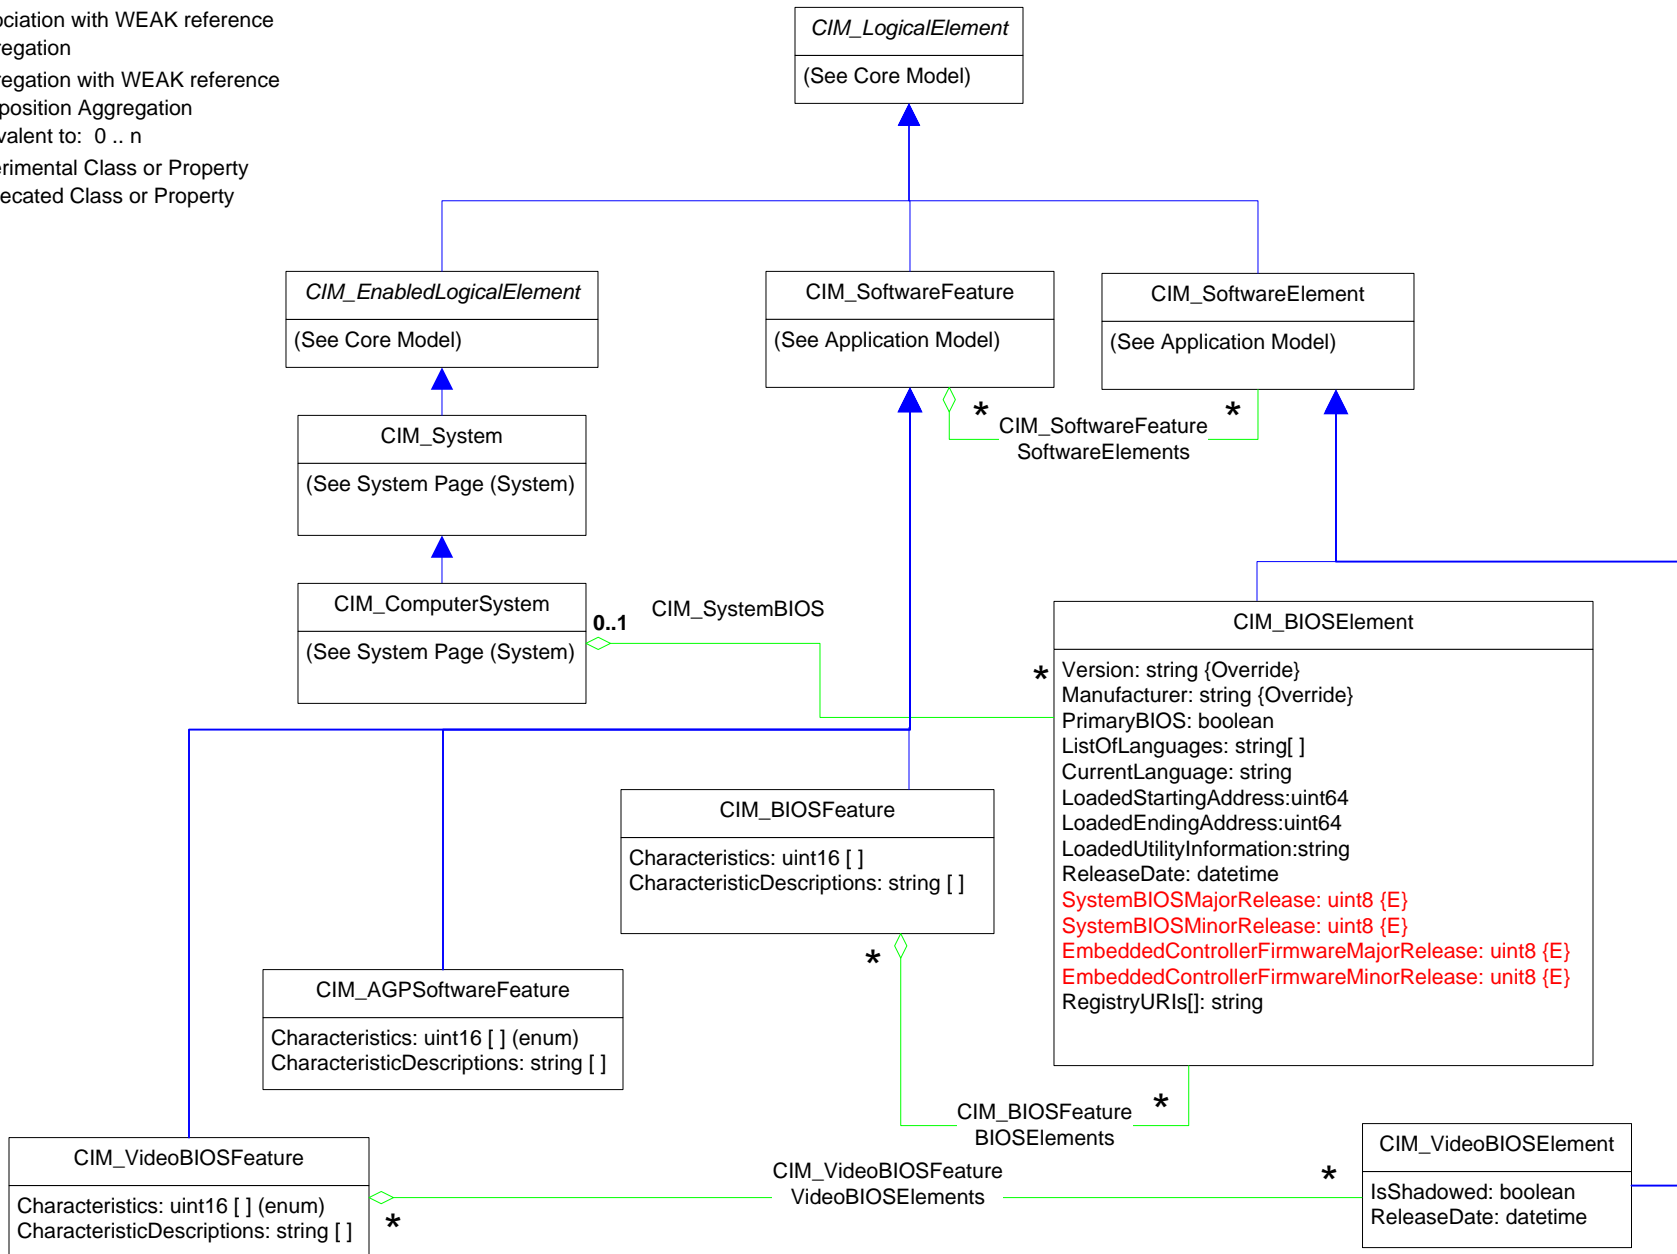 ociation with WEAK reference
regation
regation with WEAK reference
position Aggregation
valent to: 0 .. n
erimental Class or Property
recated Class or Property
CIM_LogicalElement
(See Core Model)
CIM_EnabledLogicalElement
(See Core Model)
CIM_SoftwareFeature
(See Application Model)
CIM_SoftwareElement
(See Application Model)
*
*
CIM_SoftwareFeature
SoftwareElements
CIM_System
(See System Page (System)
CIM_ComputerSystem
(See System Page (System)
0..1
CIM_SystemBIOS
*
CIM_BIOSElement
Version: string {Override}
Manufacturer: string {Override}
PrimaryBIOS: boolean
ListOfLanguages: string[ ]
CurrentLanguage: string
LoadedStartingAddress:uint64
LoadedEndingAddress:uint64
LoadedUtilityInformation:string
ReleaseDate: datetime
SystemBIOSMajorRelease: uint8 {E}
SystemBIOSMinorRelease: uint8 {E}
EmbeddedControllerFirmwareMajorRelease: uint8 {E}
EmbeddedControllerFirmwareMinorRelease: unit8 {E}
RegistryURIs[]: string
CIM_BIOSFeature
Characteristics: uint16 [ ]
CharacteristicDescriptions: string [ ]
*
CIM_AGPSoftwareFeature
Characteristics: uint16 [ ] (enum)
CharacteristicDescriptions: string [ ]
CIM_BIOSFeature
BIOSElements
*
CIM_VideoBIOSFeature
Characteristics: uint16 [ ] (enum)
CharacteristicDescriptions: string [ ]
*
CIM_VideoBIOSFeature
VideoBIOSElements
*
CIM_VideoBIOSElement
IsShadowed: boolean
ReleaseDate: datetime